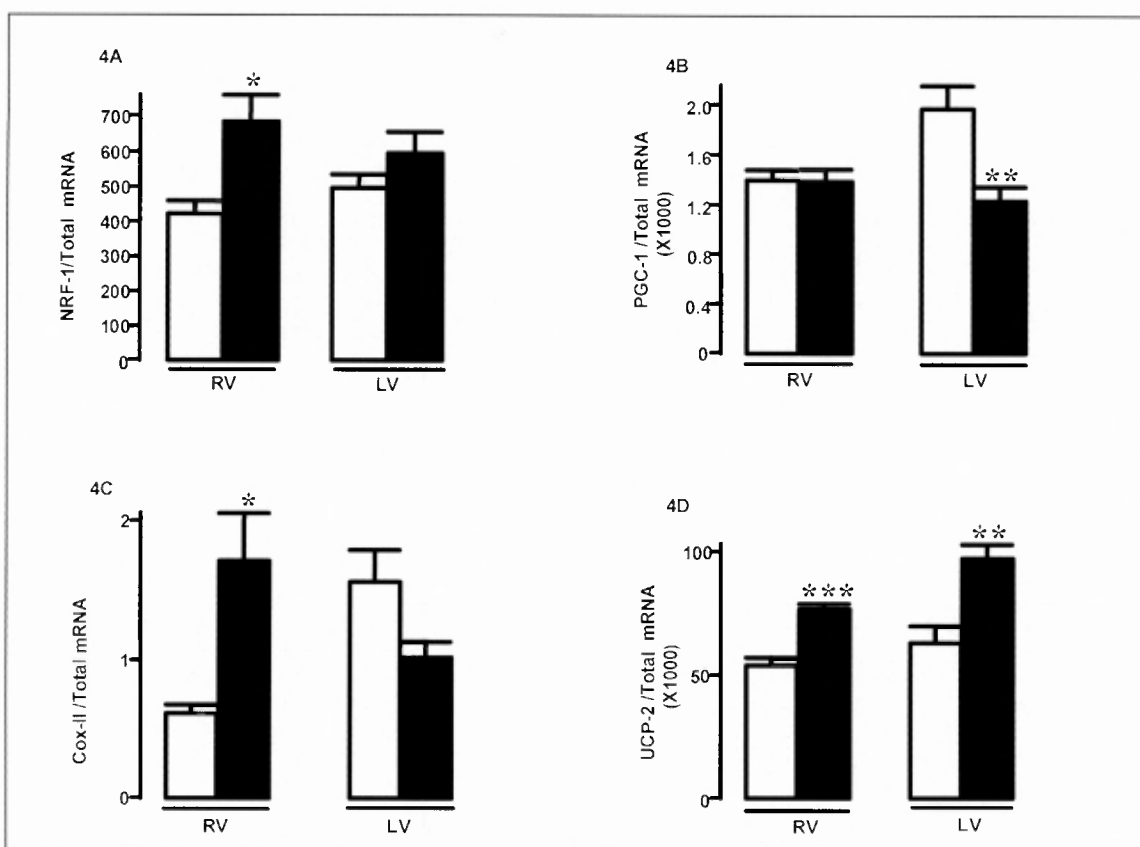 4A
NRF-1/Total mRNA
700
600
500
400
300
200
100
0
*
RV
LV
4B
PGC-1/Total mRNA
(X1000)
2.0
1.6
1.2
0.8
0.4
0
**
RV
LV
4C
Cox-II/Total mRNA
2
1
0
*
RV
LV
4D
UCP-2/Total mRNA
(X1000)
100
50
0
***
**
RV
LV